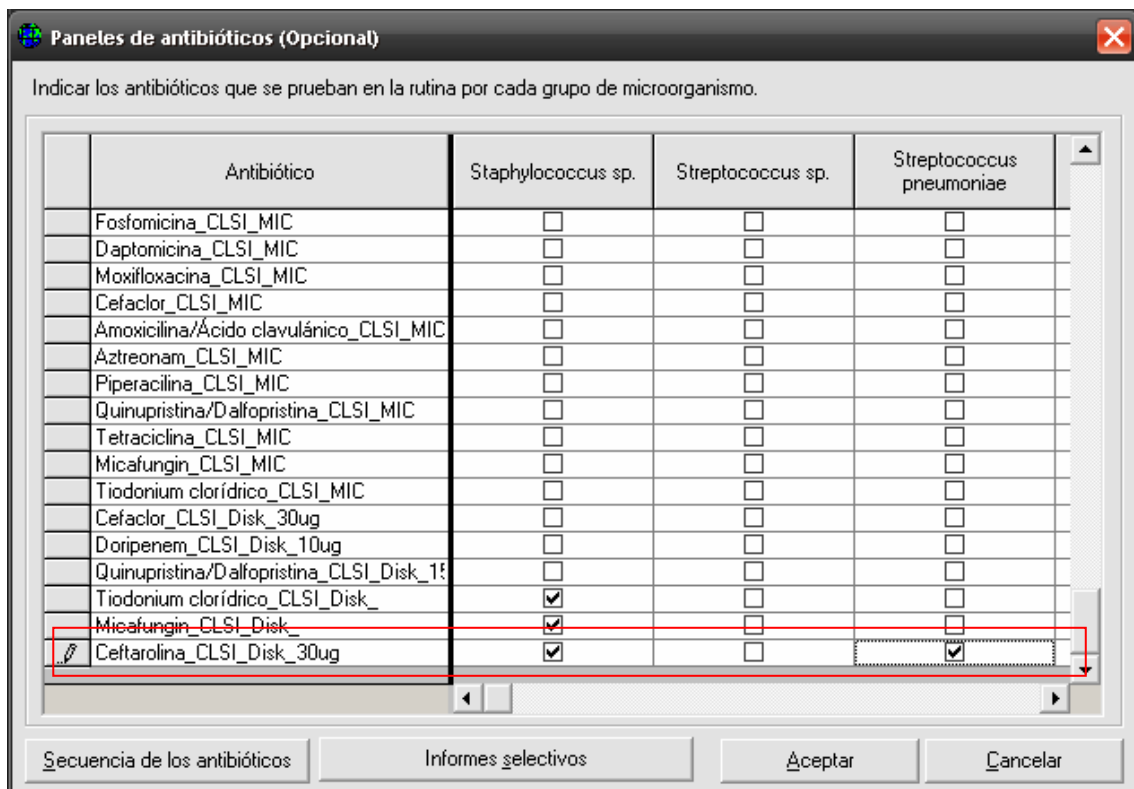 Paneles de antibióticos (Opcional)
Indicar los antibióticos que se prueban en la rutina por cada grupo de microorganismo.
Antibiótico
Staphylococcus sp.
Streptococcus sp.
Streptococcus
pneumoniae
Fosfomicina_CLSI_MIC
Daptomicina_CLSI_MIC
Moxifloxacina_CLSI_MIC
Cefaclor_CLSI_MIC
Amoxicilina/Ácido clavulánico_CLSI_MIC
Aztreonam_CLSI_MIC
Piperacilina_CLSI_MIC
Quinupristina/Dalfopristina_CLSI_MIC
Tetraciclina_CLSI_MIC
Micafungin_CLSI_MIC
Tiodonium clorídrico_CLSI_MIC
Cefaclor_CLSI_Disk_30ug
Doripenem_CLSI_Disk_10ug
Quinupristina/Dalfopristina_CLSI_Disk_15
Tiodonium clorídrico_CLSI_Disk_
Micafungin_CLSI_Disk_
Ceftarolina_CLSI_Disk_30ug
Secuencia de los antibióticos
Informes selectivos
Aceptar
Cancelar